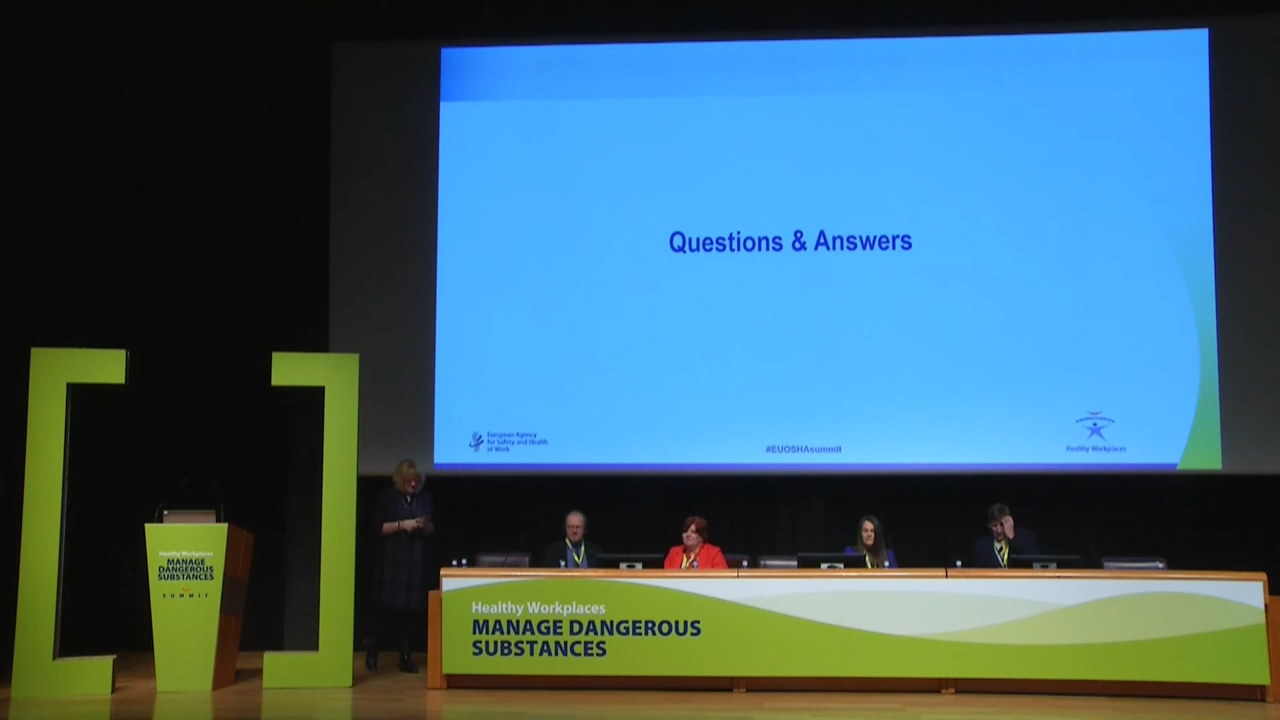 Questions & Answers
European Agency
for Safety and Health
at Work
#EUOSHAsummit
Healthy Workplaces
Healthy Workplaces
MANAGE
DANGEROUS
SUBSTANCES
SUMMIT
Healthy Workplaces
MANAGE DANGEROUS
SUBSTANCES